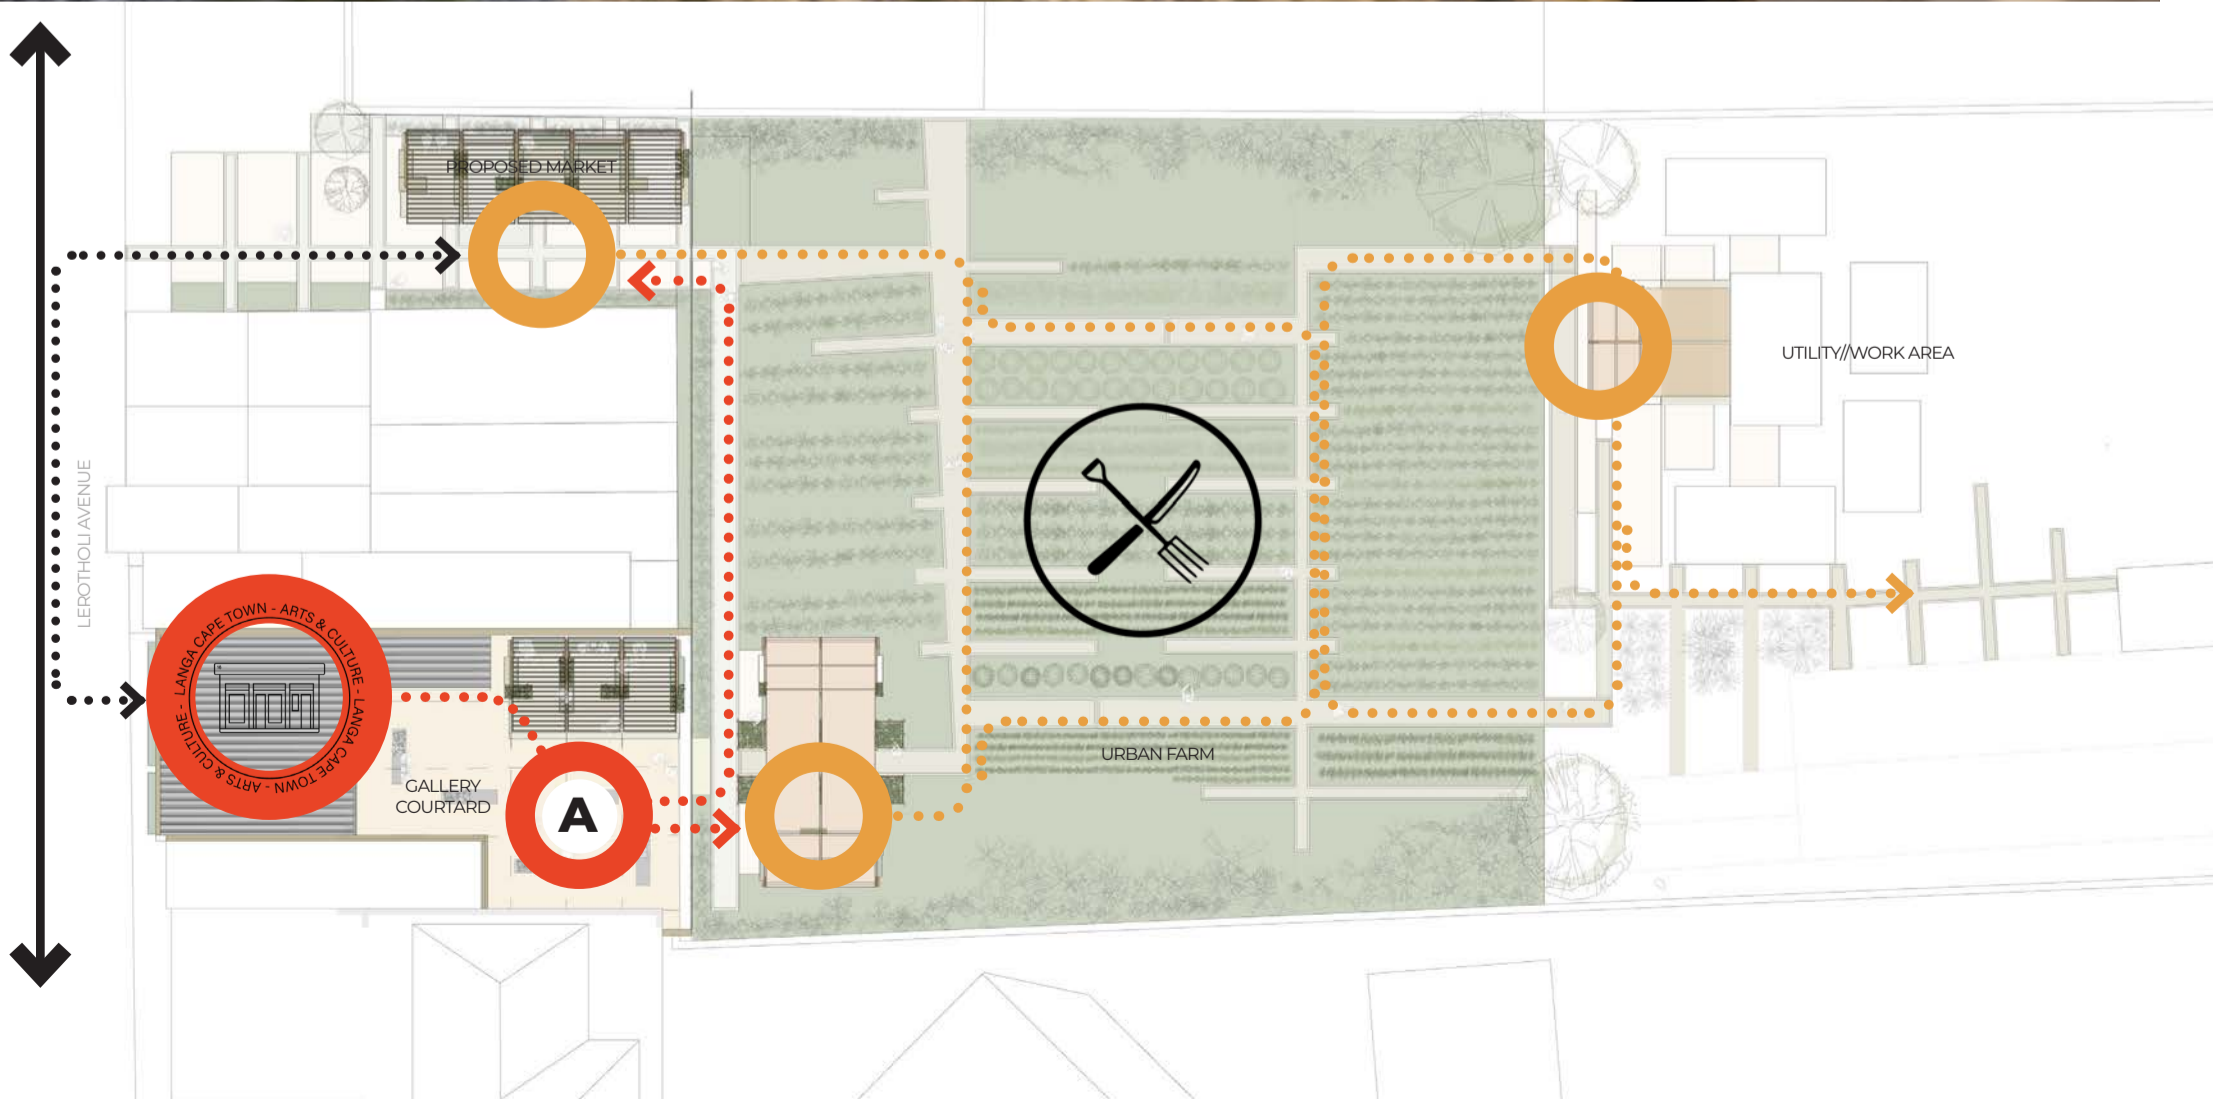 PROPOSED MARKET
UTILITY//WORK AREA
LEROTHOLI AVENUE
LANGA CAPE TOWN - ARTS & CULTURE - LANGA CAPE TOWN - ARTS & CULTURE -
GALLERY
COURTARD
A
URBAN FARM